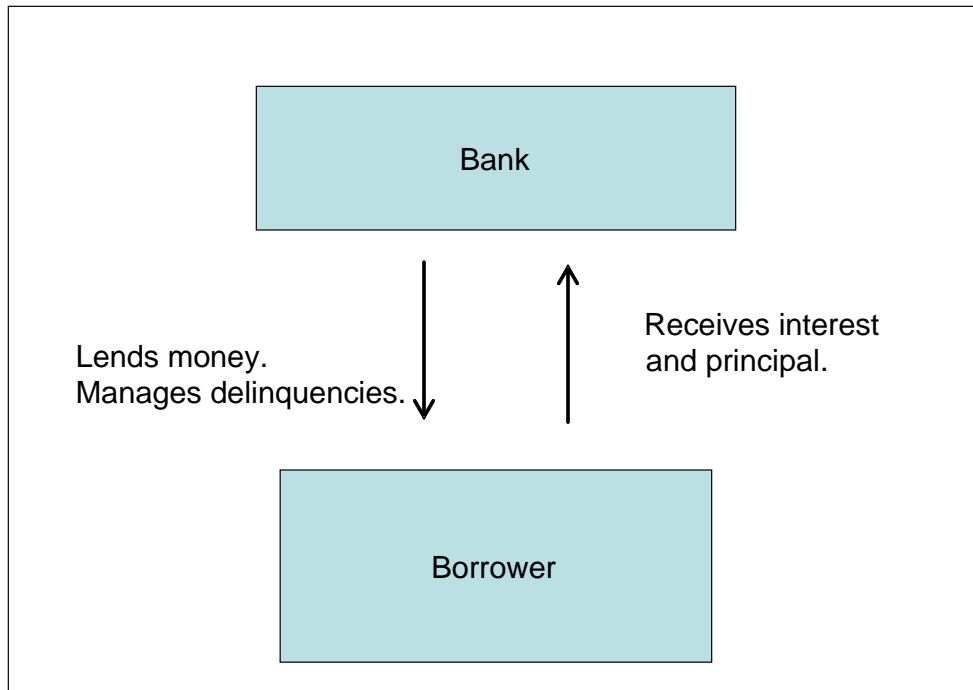 Bank
Lends money.
Manages delinquencies.
Receives interest
and principal.
Borrower